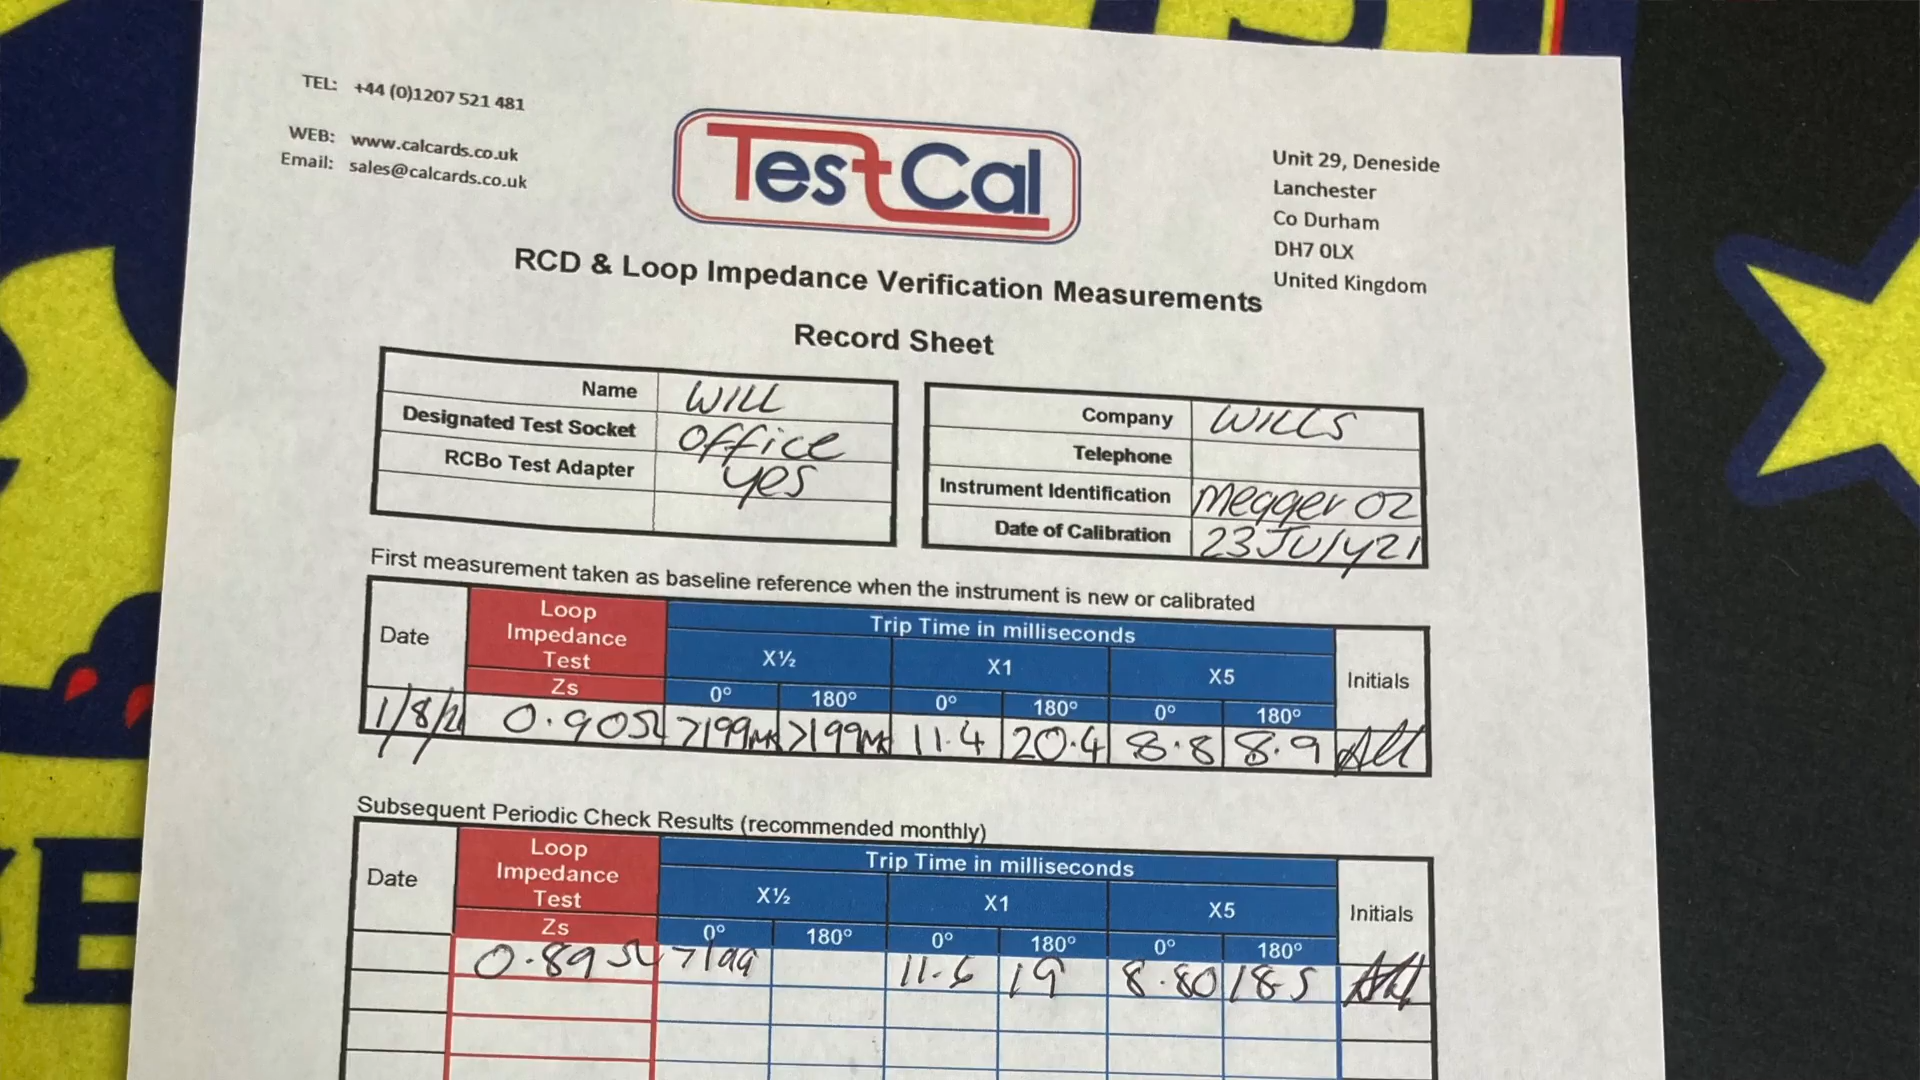 TEL: +44 (0)1207 521 481
WEB: www.calcards.co.uk
Email: sales@calcards.co.uk
TestCal
Unit 29, Deneside
Lanchester
Co Durham
DH7 0LX
United Kingdom
RCD & Loop Impedance Verification Measurements
Record Sheet
Name WILL
Designated Test Socket Office
RCBo Test Adapter yes
Company WILLS
Telephone
Instrument Identification Megger 02
Date of Calibration 23 July 21
First measurement taken as baseline reference when the instrument is new or calibrated
Date
Loop Impedance Test
Zs
Trip Time in milliseconds
X½ X1 X5
0° 180° 0° 180° 0° 180°
Initials
1/8/21 0.90Ω >199ms >199ms 11.4 20.4 8.8 8.9
Subsequent Periodic Check Results (recommended monthly)
Date
Loop Impedance Test
Zs
Trip Time in milliseconds
X½ X1 X5
0° 180° 0° 180° 0° 180°
Initials
0.89Ω >199 11.6 19 8.80